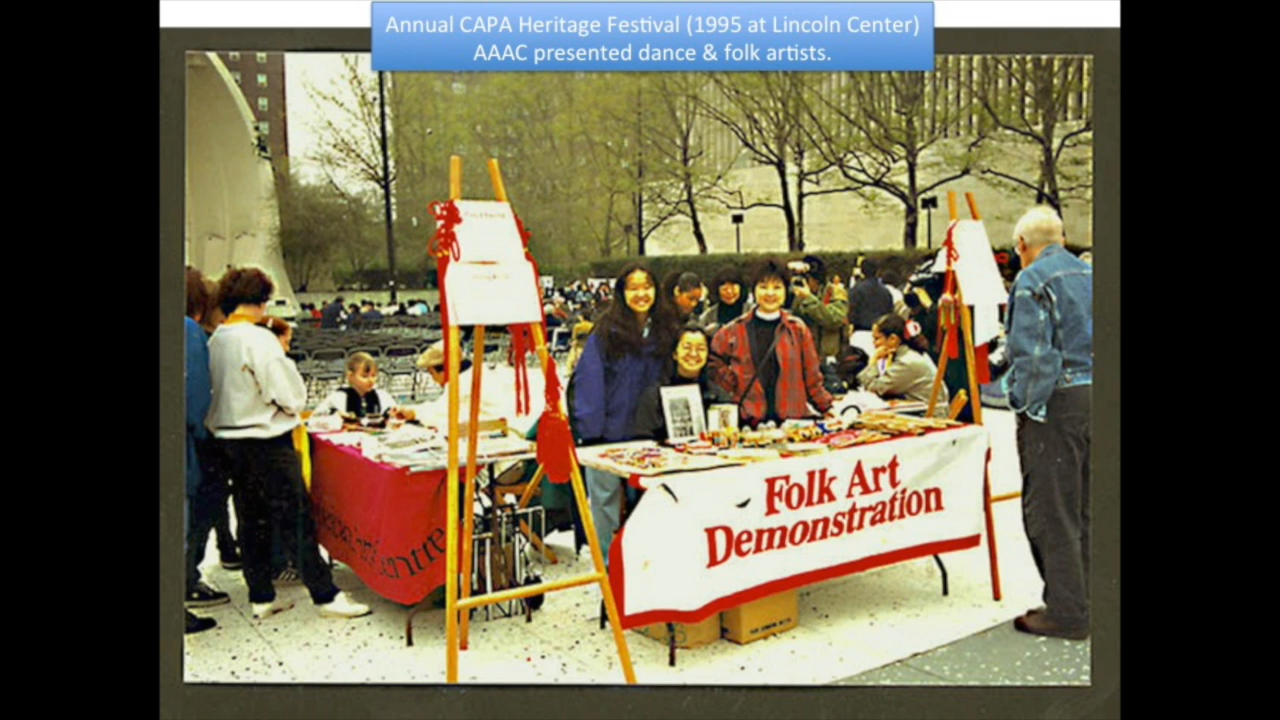 Annual CAPA Heritage Festival (1995 at Lincoln Center)
AAAC presented dance & folk artists.
Folk Art
Demonstration